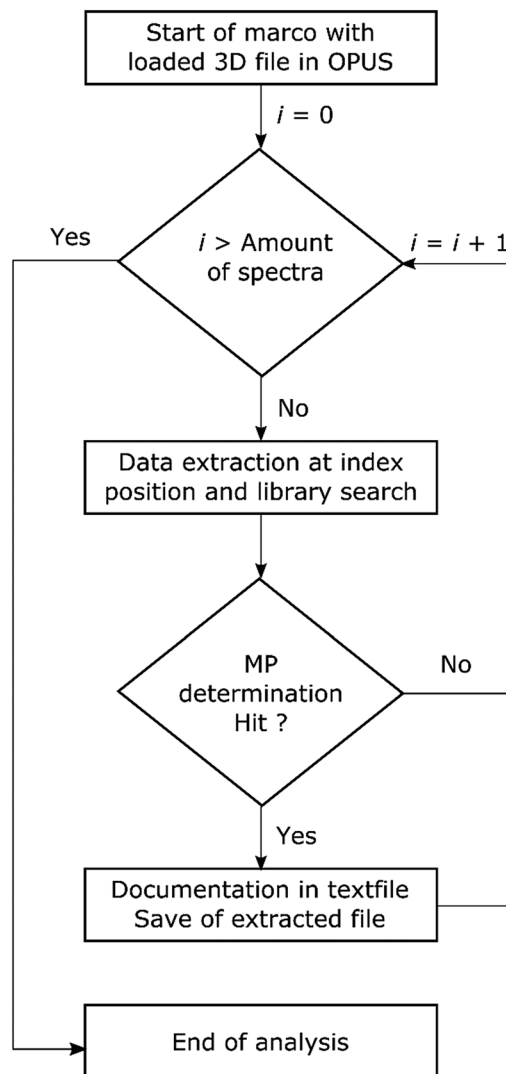 Start of marco with
loaded 3D file in OPUS
i = 0
Yes
i > Amount
of spectra
i = i + 1
No
Data extraction at index
position and library search
MP
determination
Hit ?
No
Yes
Documentation in textfile
Save of extracted file
End of analysis